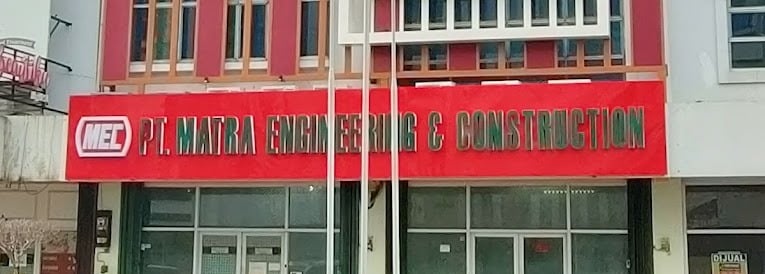 MEC PT. MATRA ENGINEERING & CONSTRUCTION
DIJUAL